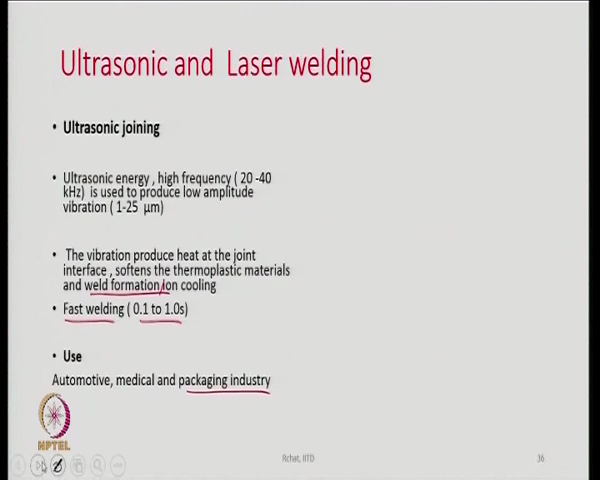 Ultrasonic and Laser welding
• Ultrasonic joining
• Ultrasonic energy , high frequency ( 20 -40
kHz) is used to produce low amplitude
vibration ( 1-25 μm)
• The vibration produce heat at the joint
interface , softens the thermoplastic materials
and weld formation ion cooling
• Fast welding ( 0.1 to 1.0s)
• Use
Automotive, medical and packaging industry
NPTEL
Rchat, IITD
36